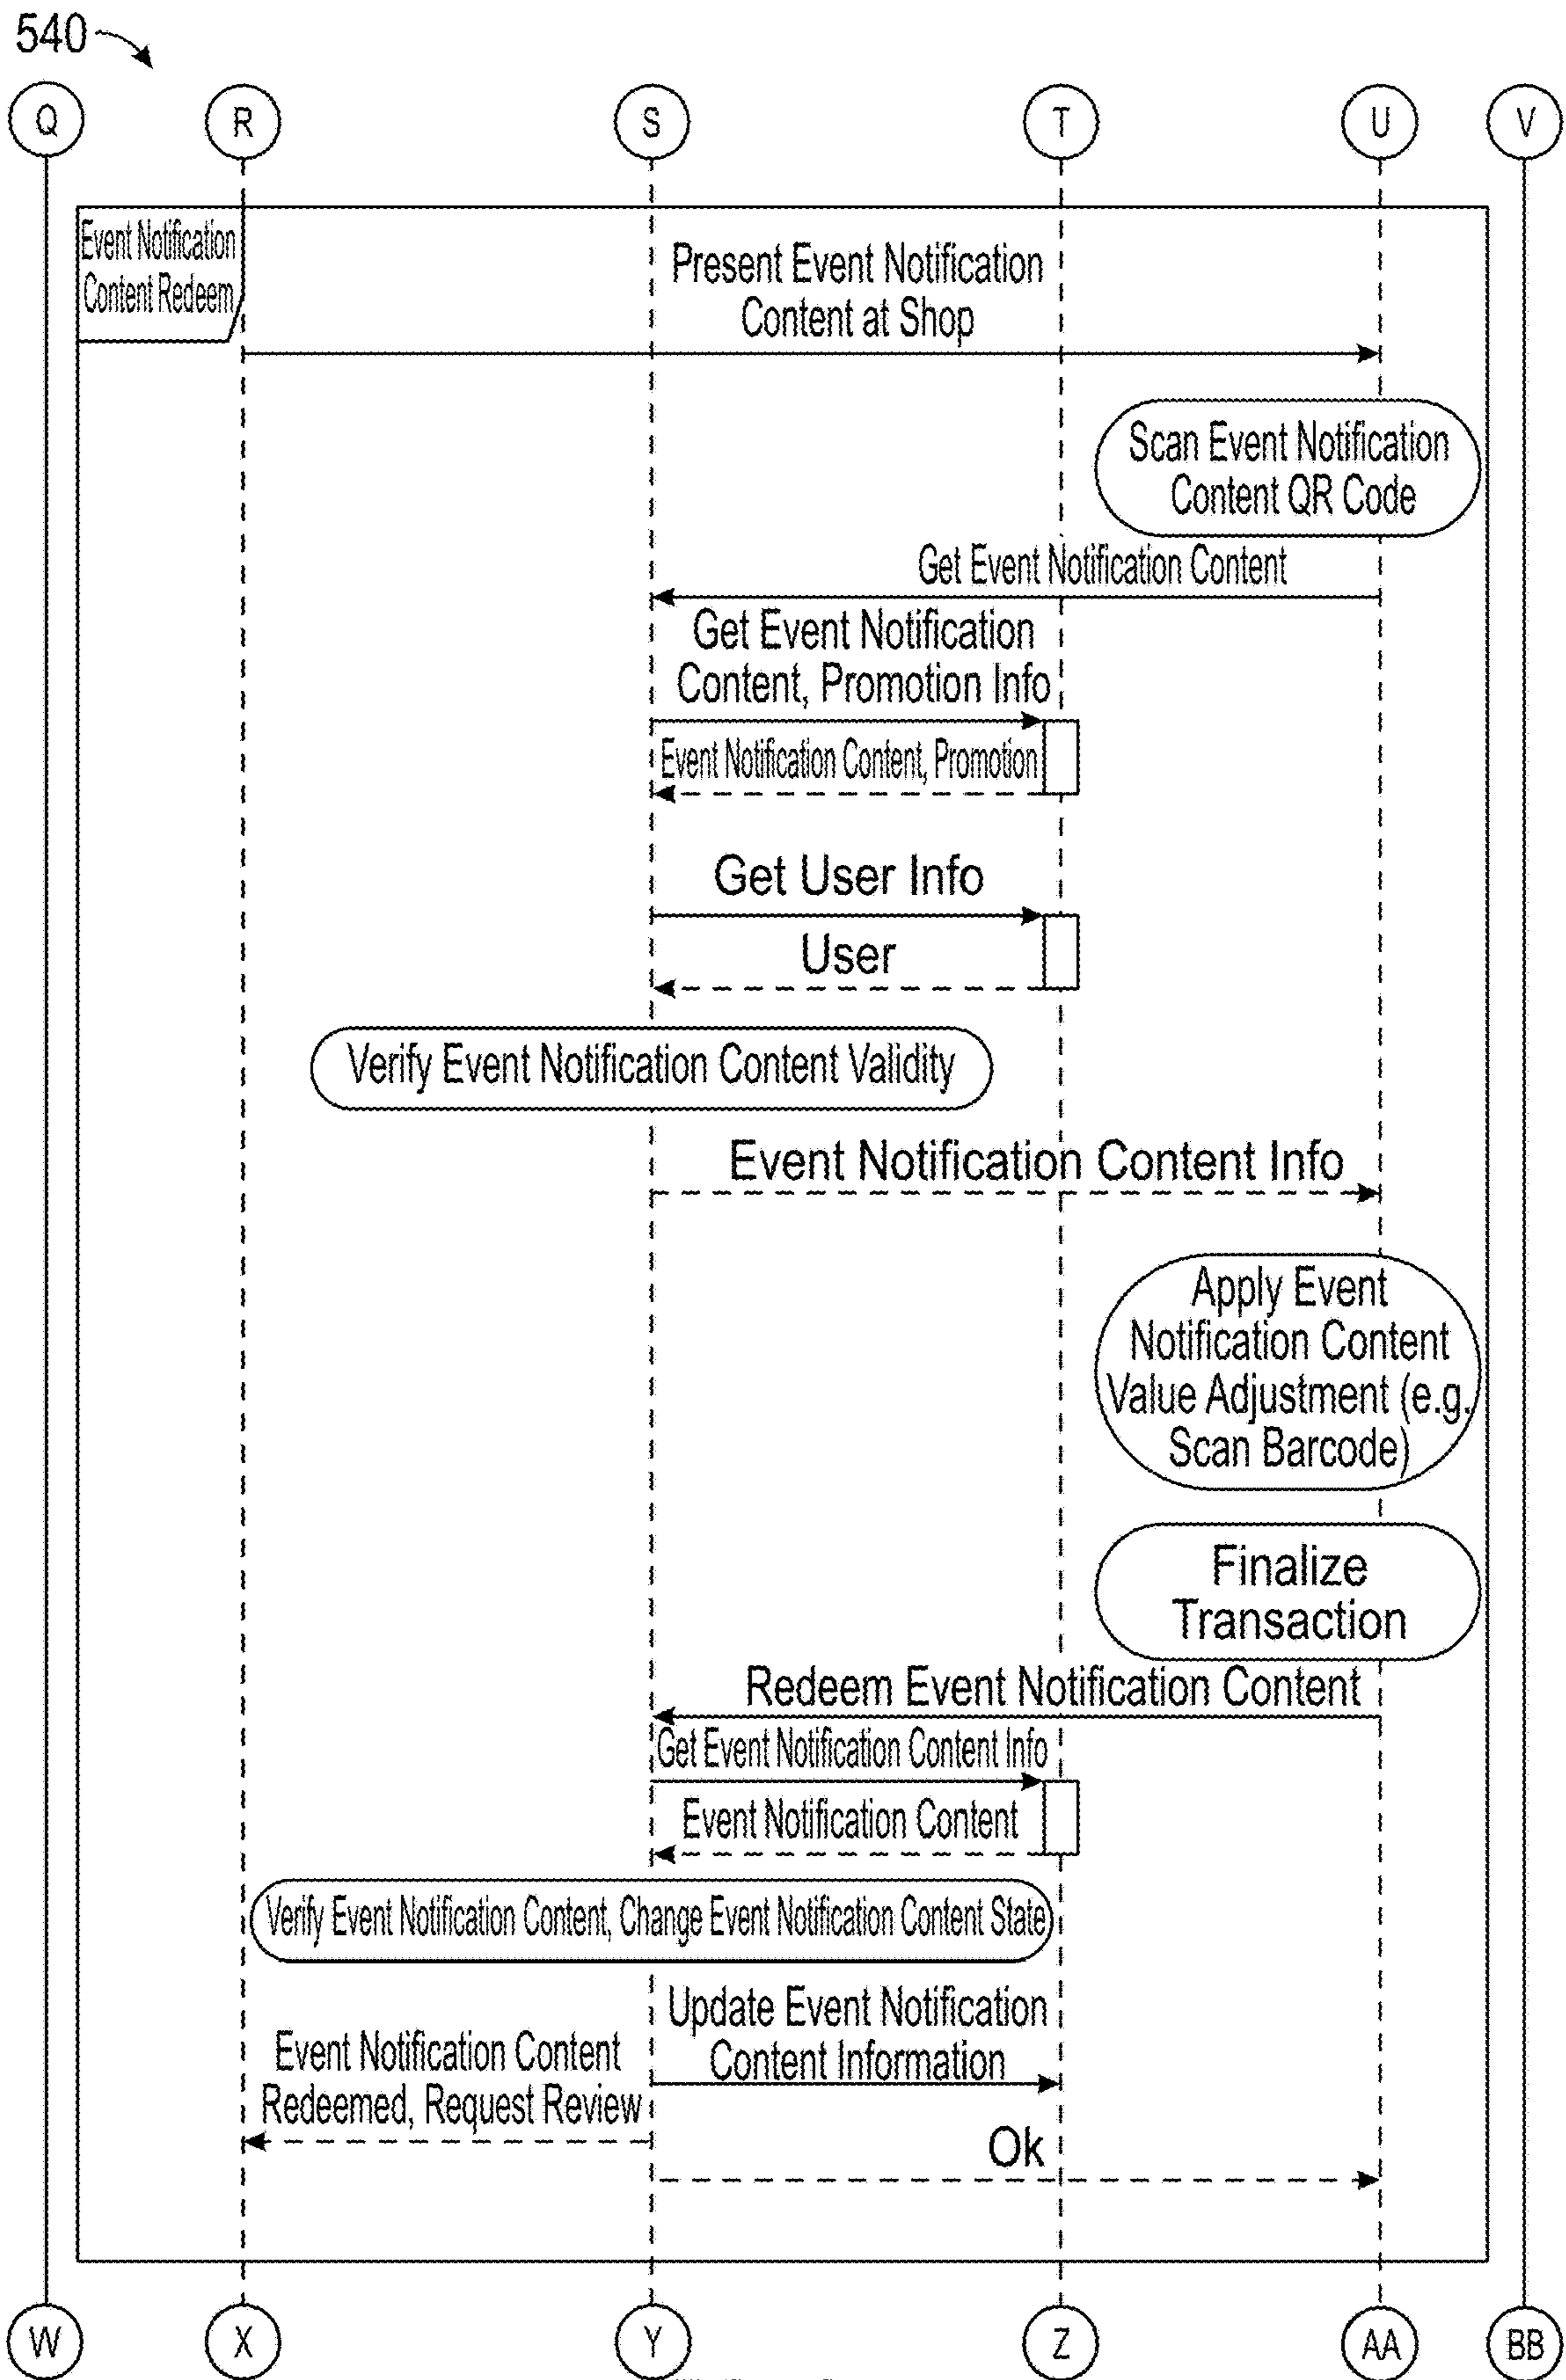 540
Q
R
S
T
U
V
Event Notification
Content Redeem
Present Event Notification
Content at Shop
Scan Event Notification
Content QR Code
Get Event Notification Content
Get Event Notification
Content, Promotion Info
Event Notification Content, Promotion
Get User Info
User
Verify Event Notification Content Validity
Event Notification Content Info
Apply Event
Notification Content
Value Adjustment (e.g.
Scan Barcode)
Finalize
Transaction
Redeem Event Notification Content
Get Event Notification Content Info
Event Notification Content
Verify Event Notification Content, Change Event Notification Content State
Update Event Notification
Content Information
Event Notification Content
Redeemed, Request Review
Ok
W
X
Y
Z
AA
BB